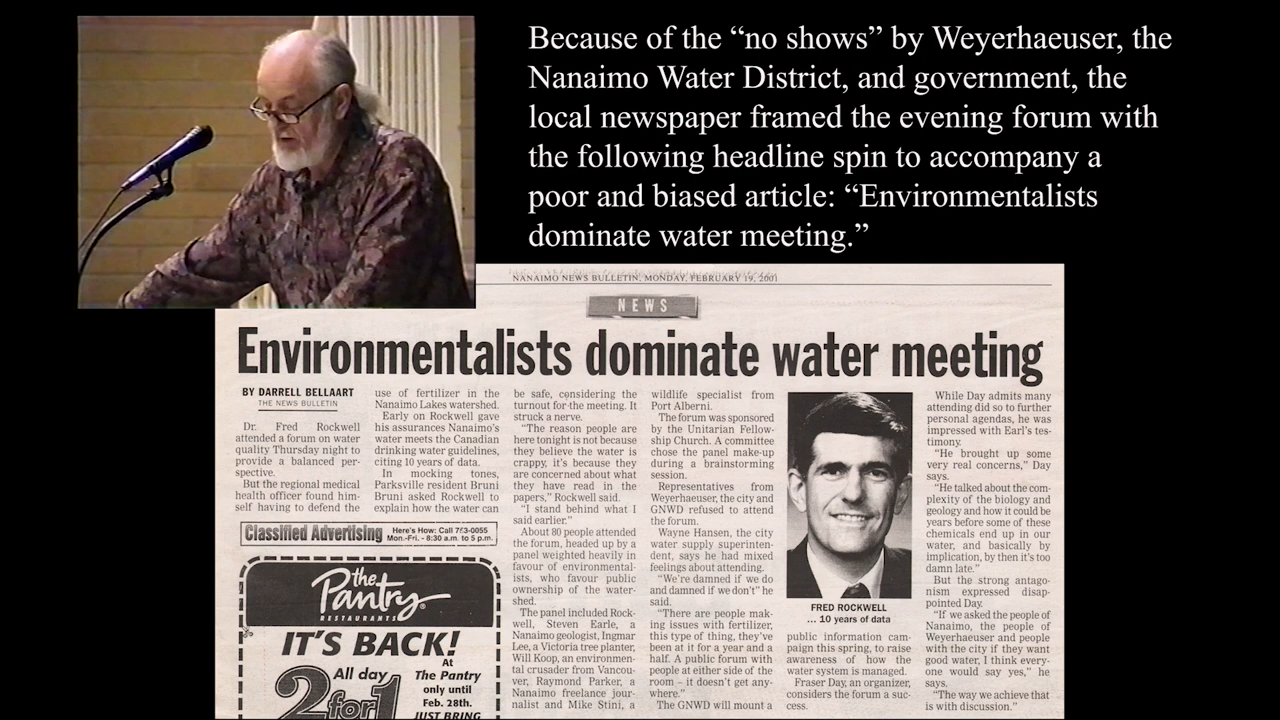 Because of the “no shows” by Weyerhaeuser, the
Nanaimo Water District, and government, the
local newspaper framed the evening forum with
the following headline spin to accompany a
poor and biased article: “Environmentalists
dominate water meeting.”
NANAIMO NEWS BULLETIN, MONDAY, FEBRUARY 19, 2001
NEWS
Environmentalists dominate water meeting
BY DARRELL BELLAART
THE NEWS BULLETIN
Dr. Fred Rockwell
attended a forum on water
quality Thursday night to
provide a balanced per-
spective.
But the regional medical
health officer found him-
self having to defend the
use of fertilizer in the
Nanaimo Lakes watershed.
Early on Rockwell gave
his assurances Nanaimo's
water meets the Canadian
drinking water guidelines,
citing 10 years of data.
In mocking tones,
Parksville resident Bruni
Bruni asked Rockwell to
explain how the water can
Classified Advertising
Here's How: Call 753-0055
Mon.-Fri. - 8:30 a.m. to 5 p.m.
the
Pantry
RESTAURANTS
IT'S BACK!
All day
2 for 1
At
The Pantry
only until
Feb. 28th.
JUST BRING
be safe, considering the
turnout for the meeting. It
struck a nerve.
"The reason people are
here tonight is not because
they believe the water is
crappy, it's because they
are concerned about what
they have read in the
papers," Rockwell said.
"I stand behind what I
said earlier."
About 80 people attended
the forum, headed up by a
panel weighted heavily in
favour of environmental-
ists, who favour public
ownership of the water-
shed.
The panel included Rock-
well, Steven Earle, a
Nanaimo geologist, Ingmar
Lee, a Victoria tree planter,
Will Koop, an environmen-
tal crusader from Vancou-
ver, Raymond Parker, a
Nanaimo freelance jour-
nalist and Mike Stini, a
wildlife specialist from
Port Alberni.
The forum was sponsored
by the Unitarian Fellow-
ship Church. A committee
chose the panel make-up
during a brainstorming
session.
Representatives from
Weyerhaeuser, the city and
GNWD refused to attend
the forum.
Wayne Hansen, the city
water supply superinten-
dent, says he had mixed
feelings about attending.
"We're damned if we do
and damned if we don't" he
said.
"There are people mak-
ing issues with fertilizer,
this type of thing, they've
been at it for a year and a
half. A public forum with
people at either side of the
room – it doesn't get any-
where."
The GNWD will mount a
FRED ROCKWELL
... 10 years of data
public information cam-
paign this spring, to raise
awareness of how the
water system is managed.
Fraser Day, an organizer,
considers the forum a suc-
cess.
While Day admits many
attending did so to further
personal agendas, he was
impressed with Earl's tes-
timony.
"He brought up some
very real concerns," Day
says.
"He talked about the com-
plexity of the biology and
geology and how it could be
years before some of these
chemicals end up in our
water, and basically by
implication, by then it's too
damn late."
But the strong antago-
nism expressed disap-
pointed Day.
"If we asked the people of
Nanaimo, the people of
Weyerhaeuser and people
with the city if they want
good water, I think every-
one would say yes," he
says.
"The way we achieve that
is with discussion."